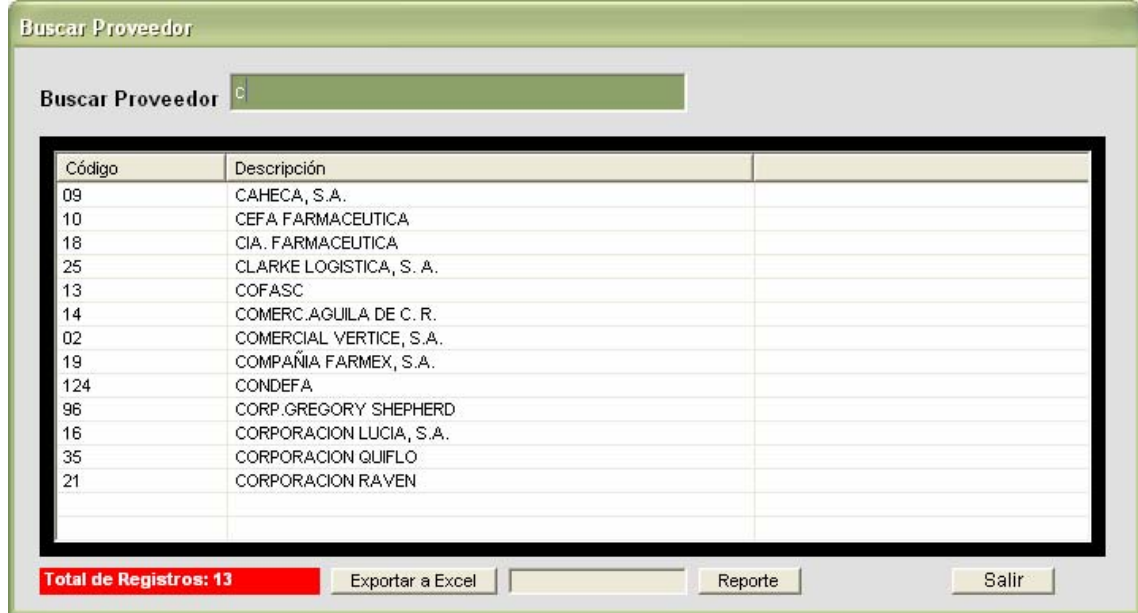 Buscar Proveedor
Buscar Proveedor c
Código Descripción
09 CAHECA, S.A.
10 CEFA FARMACEUTICA
18 CIA. FARMACEUTICA
25 CLARKE LOGISTICA, S. A.
13 COFASC
14 COMERC.AGUILA DE C. R.
02 COMERCIAL VERTICE, S.A.
19 COMPAÑIA FARMEX, S.A.
124 CONDEFA
96 CORP.GREGORY SHEPHERD
16 CORPORACION LUCIA, S.A.
35 CORPORACION QUIFLO
21 CORPORACION RAVEN
Total de Registros: 13 Exportar a Excel Reporte Salir